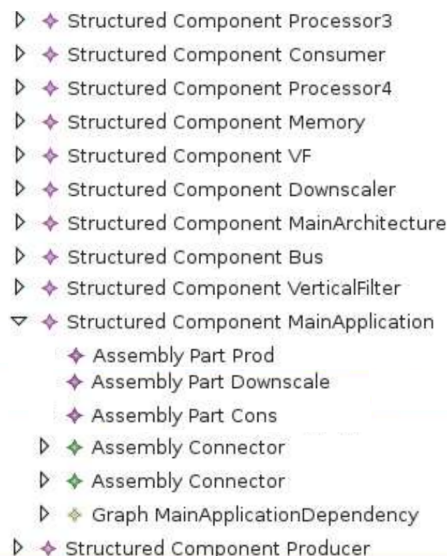 Structured Component Processor3
Structured Component Consumer
Structured Component Processor4
Structured Component Memory
Structured Component VF
Structured Component Downscaler
Structured Component MainArchitecture
Structured Component Bus
Structured Component VerticalFilter
Structured Component MainApplication
Assembly Part Prod
Assembly Part Downscale
Assembly Part Cons
Assembly Connector
Assembly Connector
Graph MainApplicationDependency
Structured Component Producer